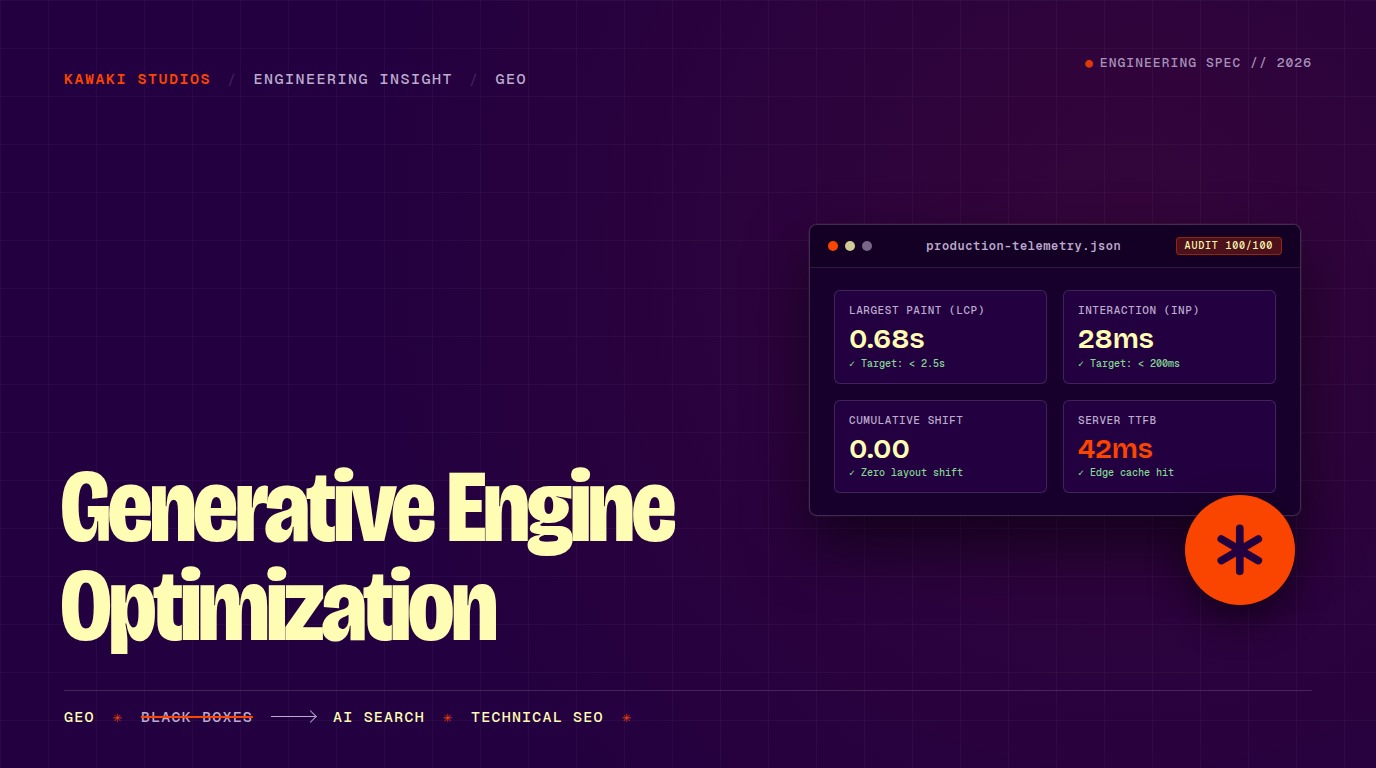 KAWAKI STUDIOS / ENGINEERING INSIGHT / GEO
ENGINEERING SPEC // 2026
production-telemetry.json
AUDIT 100/100
LARGEST PAINT (LCP)
0.68s
✓ Target: < 2.5s
INTERACTION (INP)
28ms
✓ Target: < 200ms
CUMULATIVE SHIFT
0.00
✓ Zero layout shift
SERVER TTFB
42ms
✓ Edge cache hit
Generative Engine
Optimization
GEO ✳ BLACK BOXES → AI SEARCH ✳ TECHNICAL SEO ✳